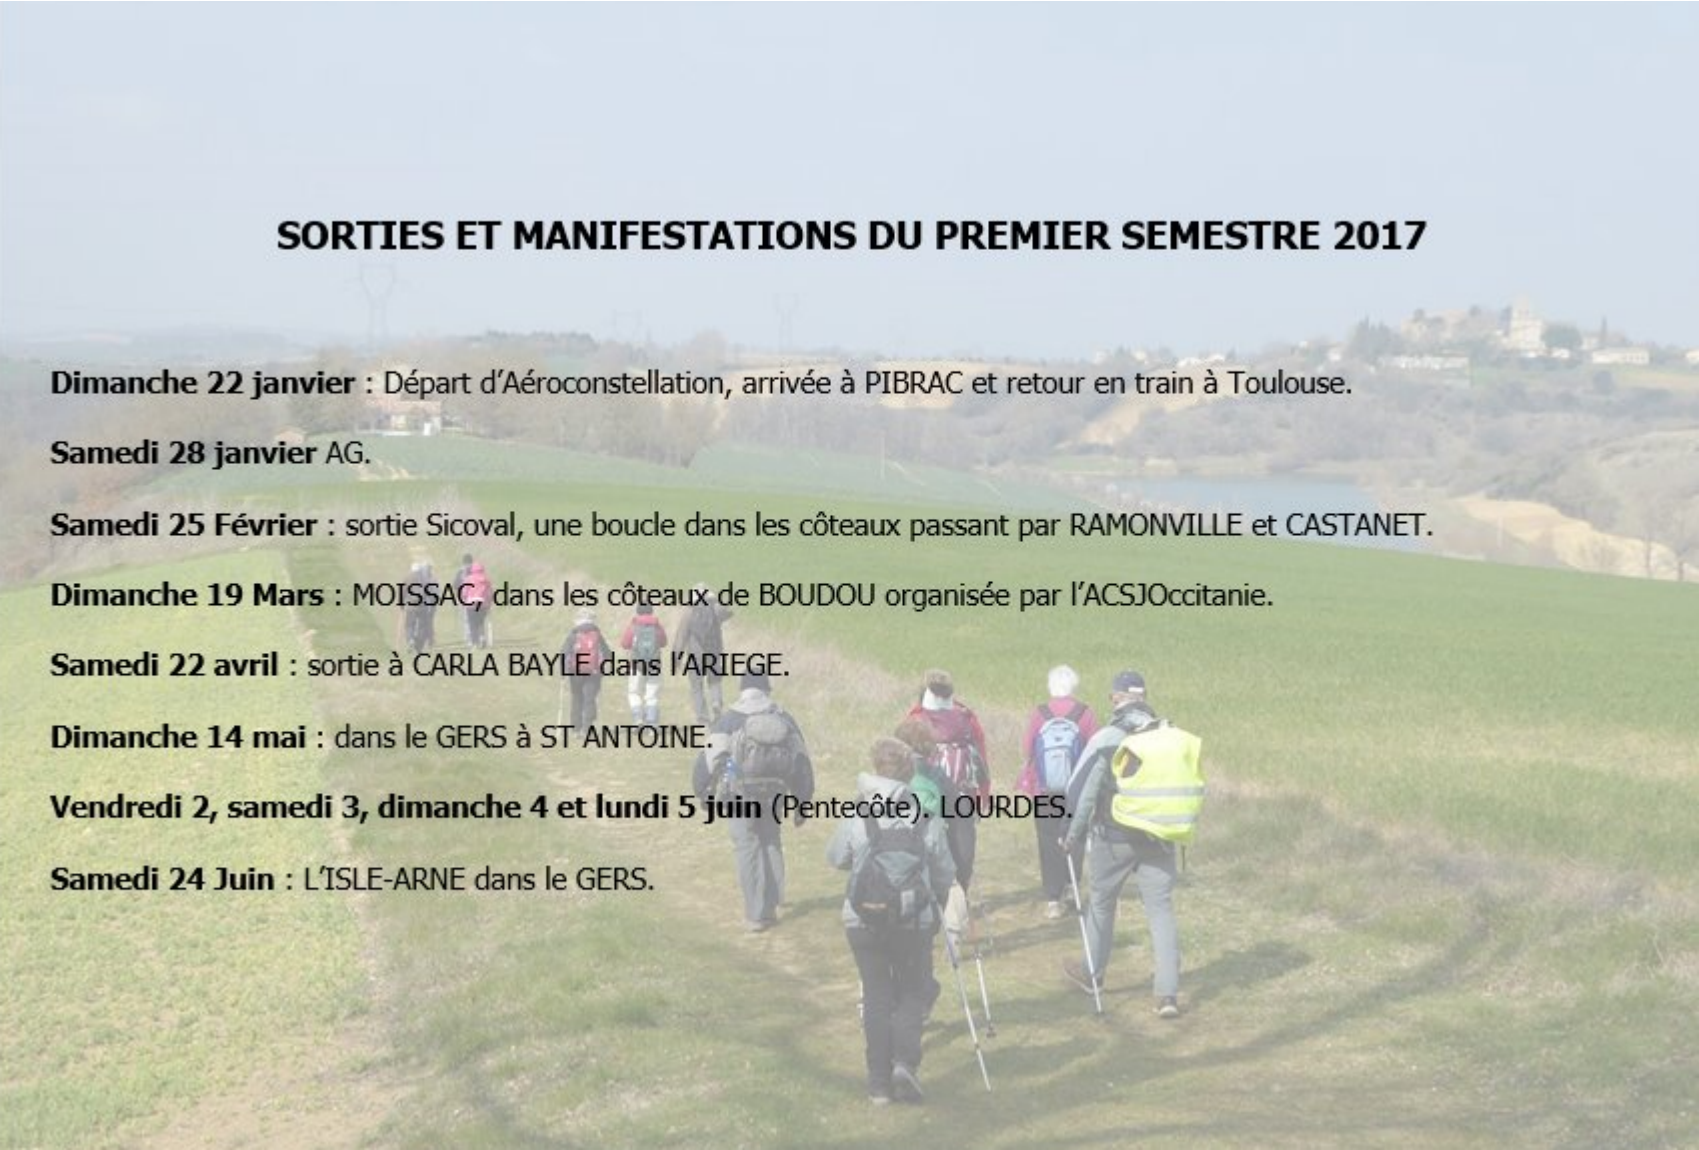 SORTIES ET MANIFESTATIONS DU PREMIER SEMESTRE 2017
Dimanche 22 janvier : Départ d'Aéroconstellation, arrivée à PIBRAC et retour en train à Toulouse.
Samedi 28 janvier AG.
Samedi 25 Février : sortie Sicoval, une boucle dans les côteaux passant par RAMONVILLE et CASTANET.
Dimanche 19 Mars : MOISSAC, dans les côteaux de BOUDOU organisée par l'ACSJOccitanie.
Samedi 22 avril : sortie à CARLA BAYLE dans l'ARIEGE.
Dimanche 14 mai : dans le GERS à ST ANTOINE.
Vendredi 2, samedi 3, dimanche 4 et lundi 5 juin (Pentecôte). LOURDES.
Samedi 24 Juin : L'ISLE-ARNE dans le GERS.